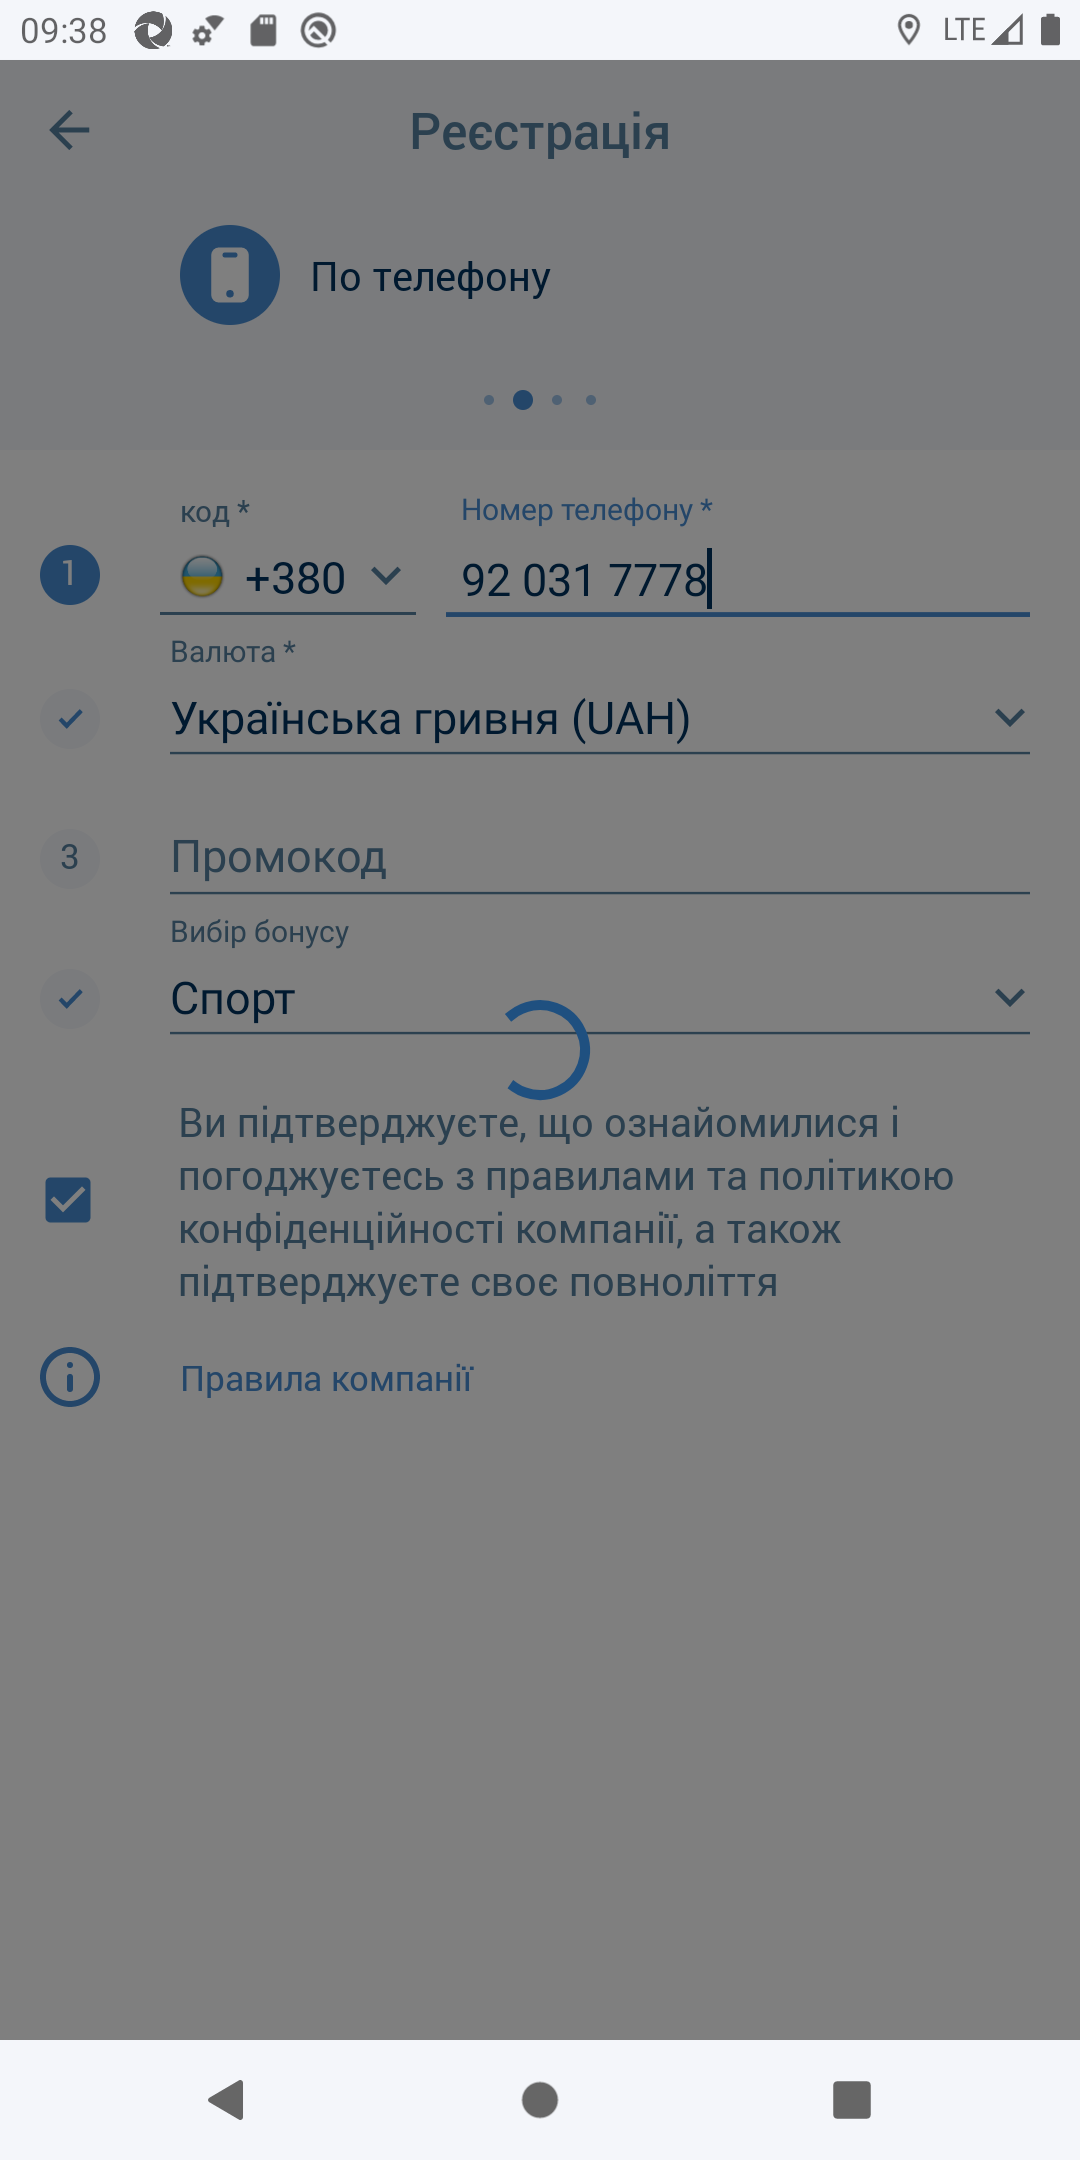 09:38
LTE
Реєстрація
По телефону
код *
Номер телефону *
1
+380
92 031 7778
Валюта *
Українська гривня (UAH)
3
Промокод
Вибір бонусу
Спорт
Ви підтверджуєте, що ознайомилися і
погоджуєтесь з правилами та політикою
конфіденційності компанії, а також
підтверджуєте своє повноліття
Правила компанії